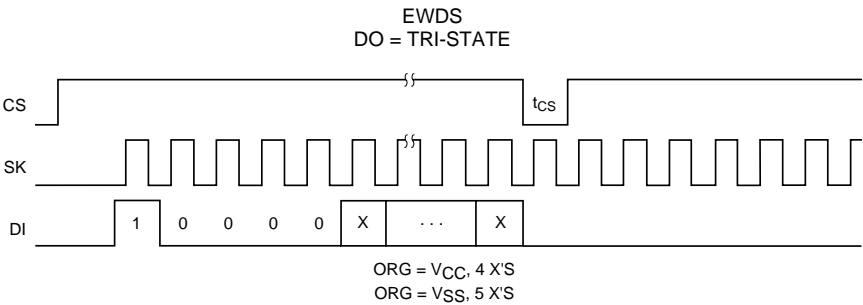 EWDS
DO = TRI-STATE
CS
tCS
SK
DI 1 0 0 0 0 X · · · X
ORG = VCC, 4 X'S
ORG = VSS, 5 X'S